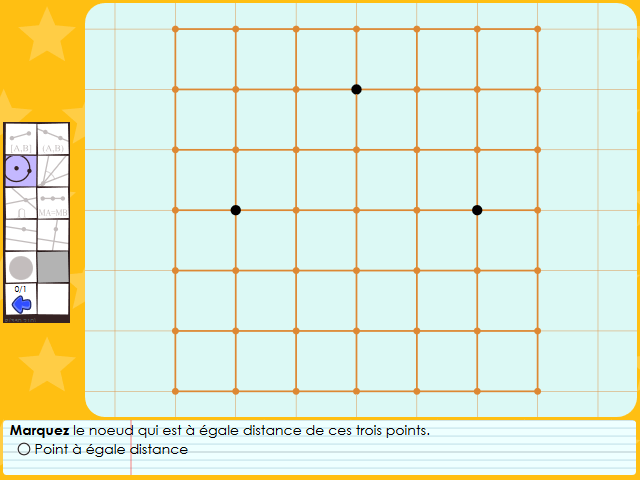 [A,B]
(A,B)
MA=MB
0/1
Marquez le noeud qui est à égale distance de ces trois points.
Point à égale distance